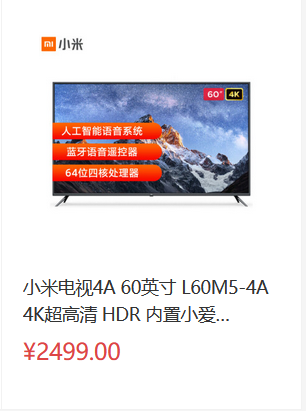 小米
60" 4K
人工智能语音系统
蓝牙语音遥控器
64位四核处理器
小米电视4A 60英寸 L60M5-4A
4K超高清 HDR 内置小爱...
¥2499.00